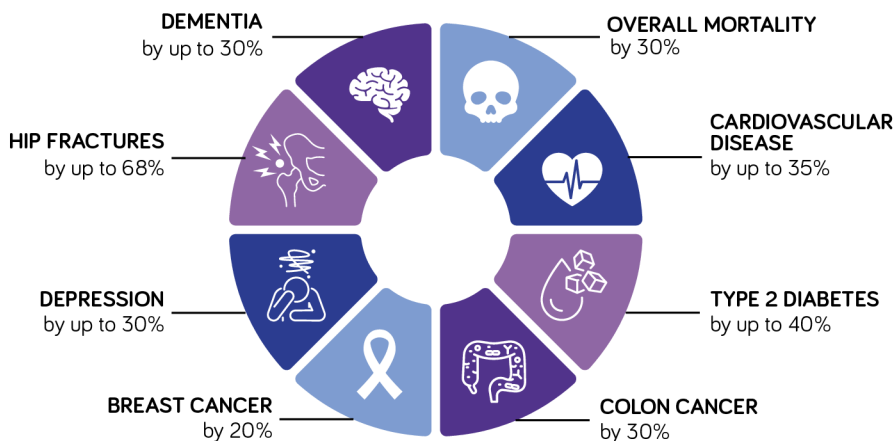 DEMENTIA
by up to 30%
OVERALL MORTALITY
by 30%
HIP FRACTURES
by up to 68%
CARDIOVASCULAR
DISEASE
by up to 35%
DEPRESSION
by up to 30%
TYPE 2 DIABETES
by up to 40%
BREAST CANCER
by 20%
COLON CANCER
by 30%